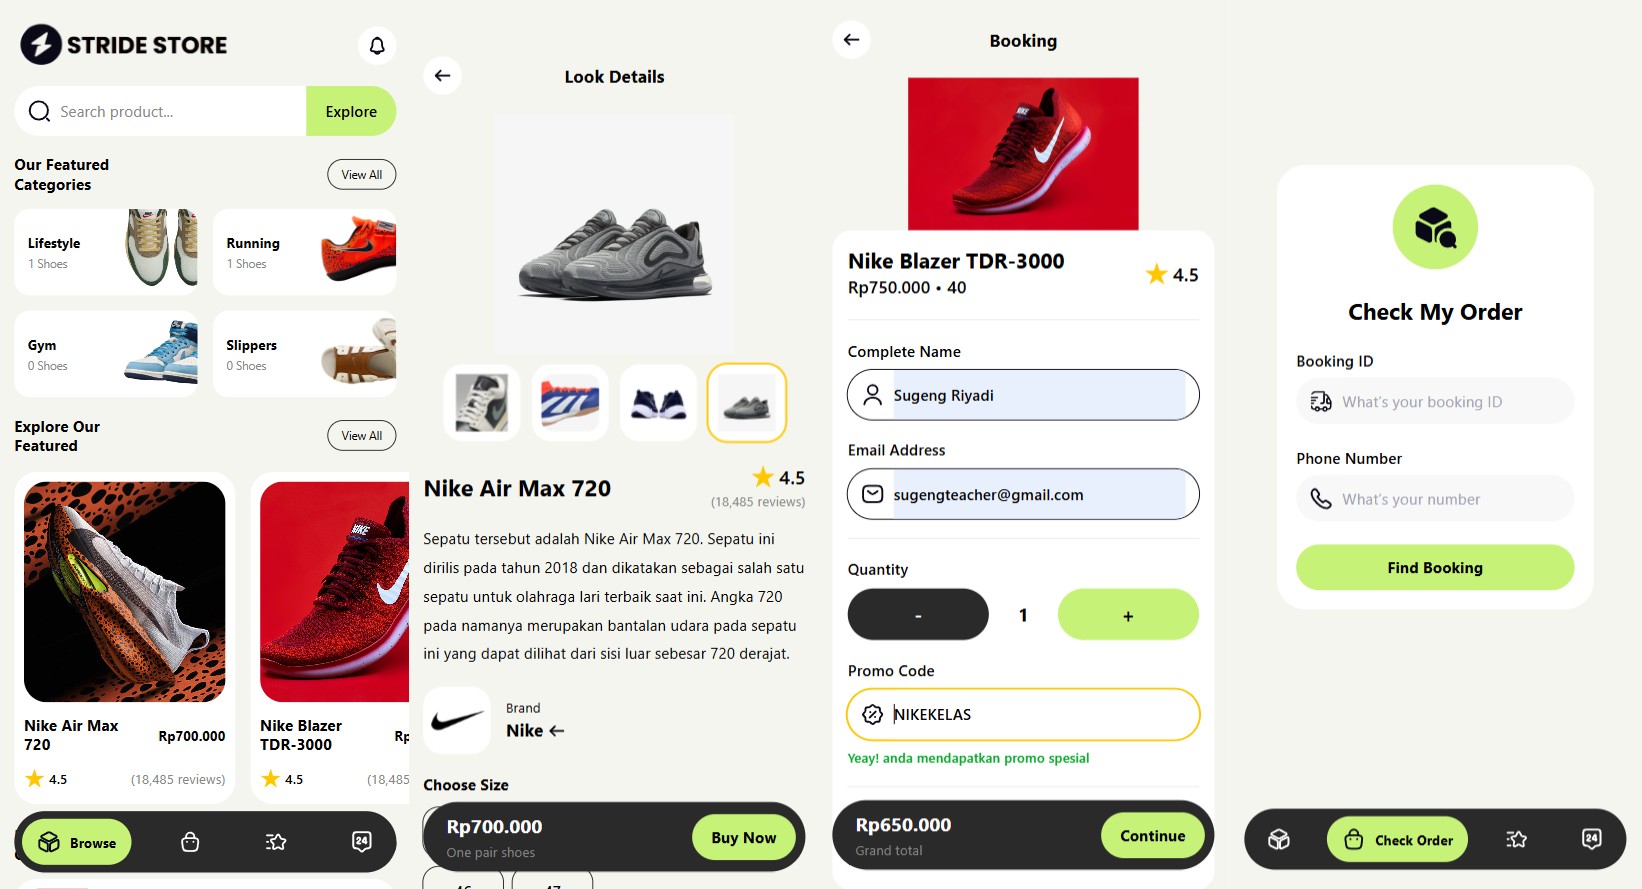 STRIDE STORE
Search product...
Explore
Our Featured
Categories
View All
Lifestyle
1 Shoes
Running
1 Shoes
Gym
0 Shoes
Slippers
0 Shoes
Explore Our
Featured
View All
Nike Air Max
720
Rp700.000
4.5
(18,485 reviews)
Nike Blazer
TDR-3000
Rp
4.5
(18,485
Browse
24
Look Details
Nike Air Max 720
4.5
(18,485 reviews)
Sepatu tersebut adalah Nike Air Max 720. Sepatu ini
dirilis pada tahun 2018 dan dikatakan sebagai salah satu
sepatu untuk olahraga lari terbaik saat ini. Angka 720
pada namanya merupakan bantalan udara pada sepatu
ini yang dapat dilihat dari sisi luar sebesar 720 derajat.
Brand
Nike
Choose Size
Rp700.000
One pair shoes
Buy Now
46
47
Booking
NIKE
Nike Blazer TDR-3000
Rp750.000 • 40
4.5
Complete Name
Sugeng Riyadi
Email Address
sugengteacher@gmail.com
Quantity
-
1
+
Promo Code
NIKEKELAS
Yeay! anda mendapatkan promo spesial
Rp650.000
Grand total
Continue
Check My Order
Booking ID
What's your booking ID
Phone Number
What's your number
Find Booking
Check Order
24